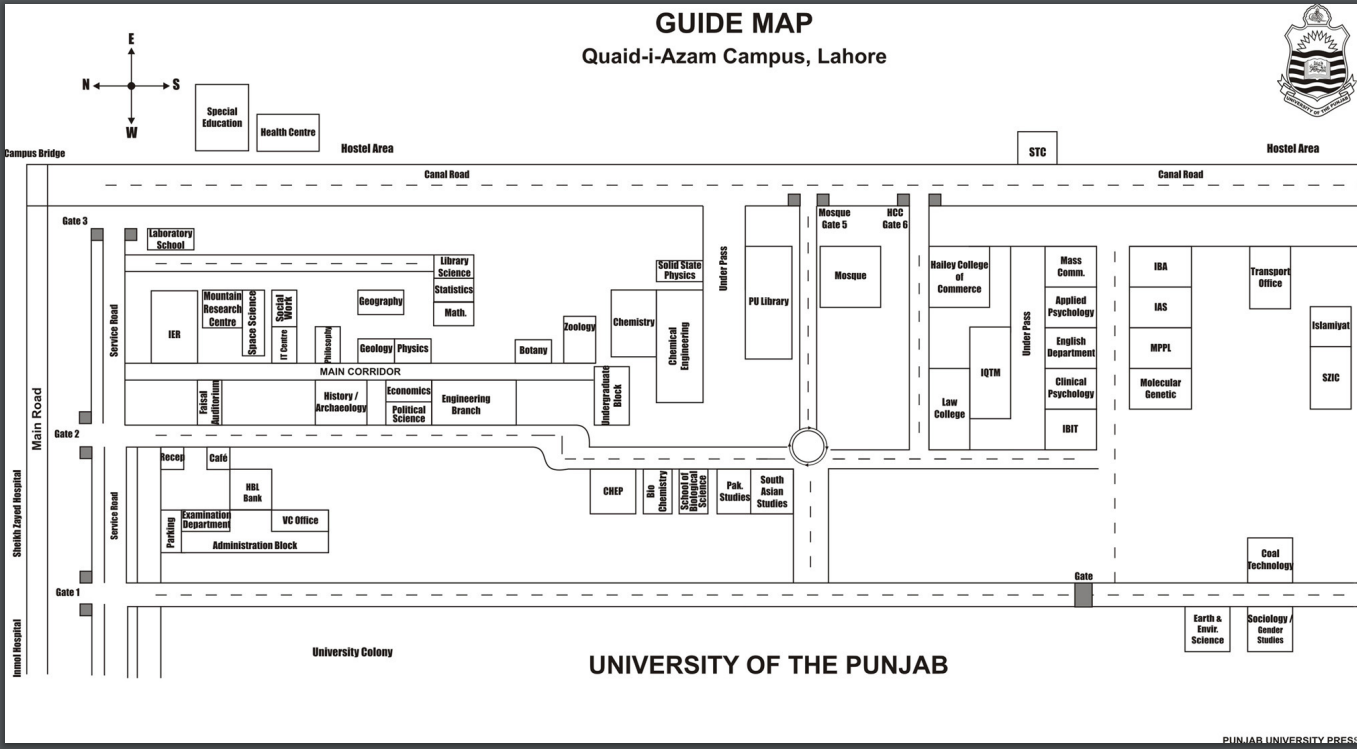 GUIDE MAP
Quaid-i-Azam Campus, Lahore
UNIVERSITY OF THE PUNJAB
E
N
S
W
Special
Education
Health Centre
Hostel Area
STC
Hostel Area
Campus Bridge
Canal Road
Canal Road
Gate 3
Laboratory
School
Mosque
Gate 5
HCC
Gate 6
Library
Science
Statistics
Math.
Solid State
Physics
Under Pass
PU Library
Mosque
Hailey College
of
Commerce
Mass
Comm.
Applied
Psychology
English
Department
Clinical
Psychology
IBIT
IBA
IAS
MPPL
Molecular
Genetic
Transport
Office
Islamiyat
SZIC
Service Road
IER
Mountain
Research
Centre
Space Science
Social
Work
IT Centre
Philosophy
Geography
Geology
Physics
Botany
Zoology
Chemistry
Chemical
Engineering
Under Pass
IQTM
Law
College
MAIN CORRIDOR
Main Road
Faisal
Auditorium
History /
Archaeology
Economics
Political
Science
Engineering
Branch
Undergraduate
Block
Gate 2
Recep
Café
HBL
Bank
Examination
Department
VC Office
Parking
Administration Block
Service Road
Sheikh Zayed Hospital
CHEP
Bio
Chemistry
School of
Biological
Science
Pak.
Studies
South
Asian
Studies
Gate 1
Gate
Coal
Technology
Earth &
Envir.
Science
Sociology /
Gender
Studies
Inmol Hospital
University Colony
UNIVERSITY OF THE PUNJAB
PUNJAB UNIVERSITY PRESS